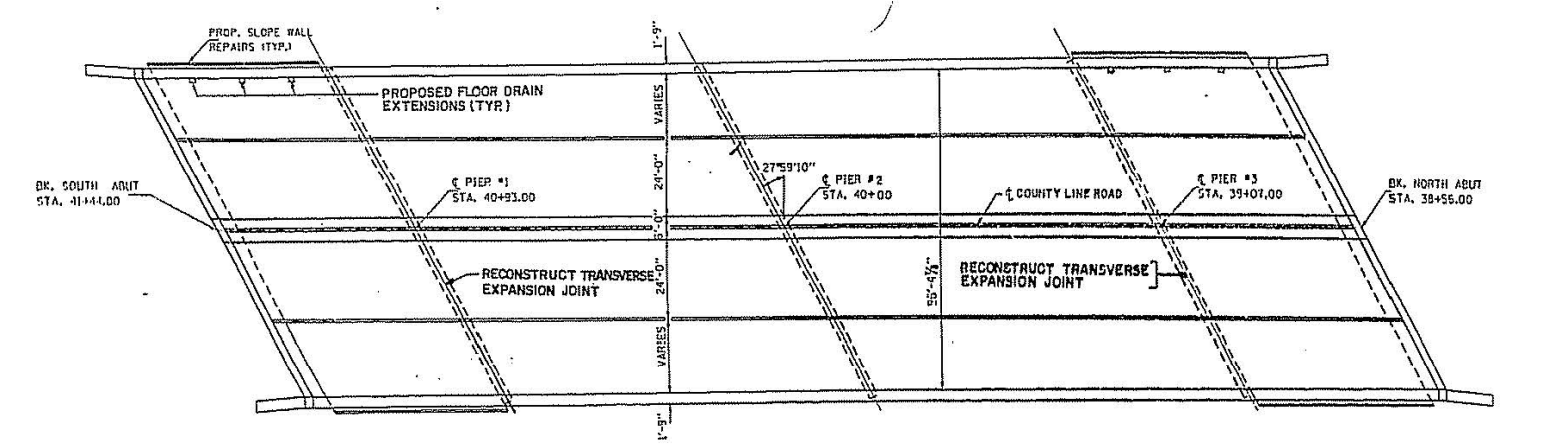 PROP. SLOPE WALL
REPAIRS (TYP.)
PROPOSED FLOOR DRAIN
EXTENSIONS (TYP.)
1'-9"
VARIES
24'-0"
6'-0"
24'-0"
VARIES
1'-9"
27°59'10"
BK. SOUTH ABUT
STA. 41+44.00
℄ PIER #1
STA. 40+93.00
℄ PIER #2
STA. 40+00
℄ COUNTY LINE ROAD
℄ PIER #3
STA. 39+07.00
BK. NORTH ABUT
STA. 38+56.00
RECONSTRUCT TRANSVERSE
EXPANSION JOINT
RECONSTRUCT TRANSVERSE
EXPANSION JOINT